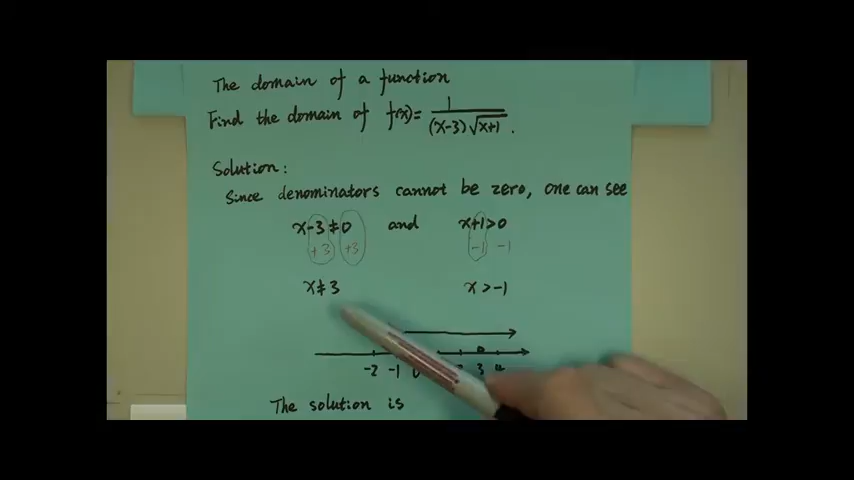 The domain of a function
Find the domain of f(x)= 1/((x-3)√(x+1)).
Solution:
Since denominators cannot be zero, one can see
x-3≠0 and x+1>0
+3 +3 -1 -1
x≠3 x>-1
-2 -1 0 3 4
The solution is